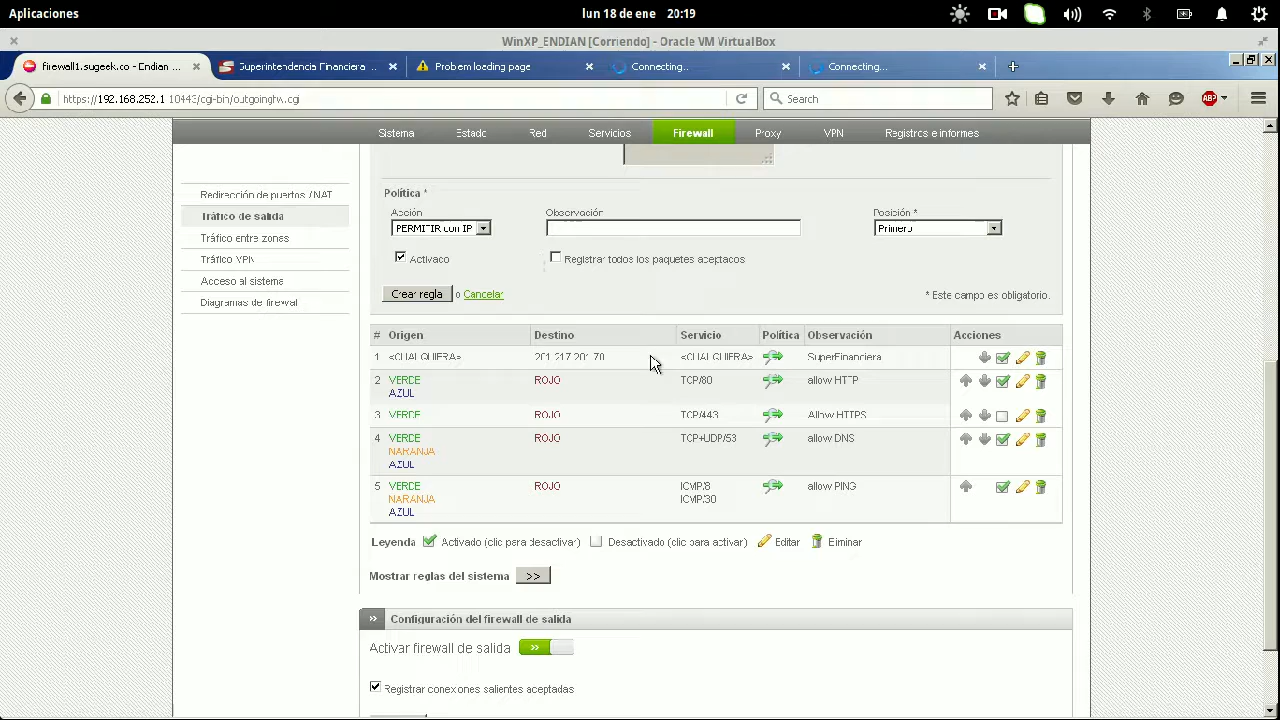 Aplicaciones
lun 18 de ene 20:19
WinXP_ENDIAN [Corriendo] - Oracle VM VirtualBox
firewall1.sugeek.co - Endian ...
Superintendencia Financiera ...
Problem loading page
Connecting...
Connecting...
https://192.168.252.1:10443/cgi-bin/outgoingfw.cgi
Search
ABP
Sistema
Estado
Red
Servicios
Firewall
Proxy
VPN
Registros e informes
Redirección de puertos / NAT
Tráfico de salida
Tráfico entre zonas
Tráfico VPN
Acceso al sistema
Diagramas de firewall
Política *
Acción
Observación
Posición *
PERMITIR con IP
Primero
Activado
Registrar todos los paquetes aceptados
Crear regla o Cancelar
* Este campo es obligatorio.
# Origen Destino Servicio Política Observación Acciones
1 <CUALQUIERA> 201.217.201.70 <CUALQUIERA> SuperFinanciera
2 VERDE ROJO TCP/80 allow HTTP
AZUL
3 VERDE ROJO TCP/443 Allow HTTPS
4 VERDE ROJO TCP+UDP/53 allow DNS
NARANJA
AZUL
5 VERDE ROJO ICMP/8 allow PING
NARANJA ICMP/30
AZUL
Leyenda Activado (clic para desactivar) Desactivado (clic para activar) Editar Eliminar
Mostrar reglas del sistema >>
>> Configuración del firewall de salida
Activar firewall de salida >>
Registrar conexiones salientes aceptadas